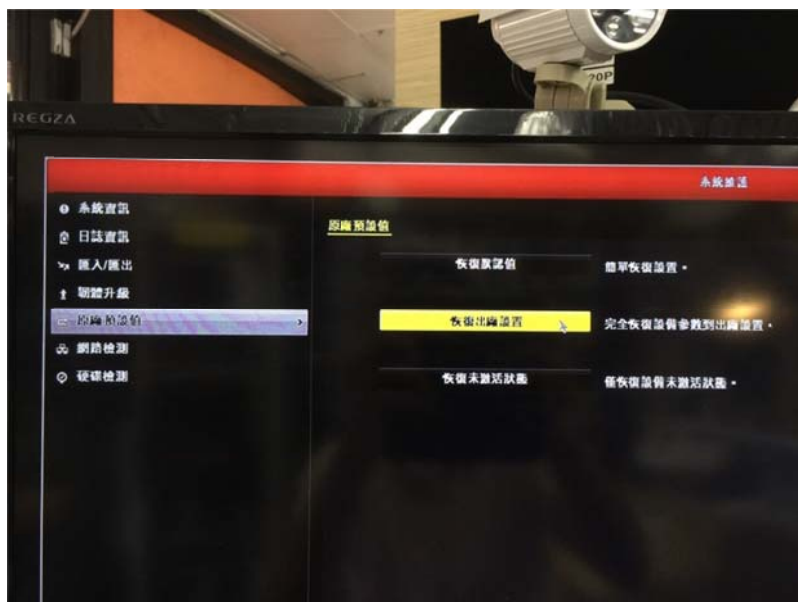 20P
REGZA
系統維護
系統資訊
日誌資訊
匯入/匯出
韌體升級
原廠預設值
網路檢測
硬碟檢測
原廠預設值
恢復默認值 簡單恢復設置。
恢復出廠設置 完全恢復設備參數到出廠設置。
恢復未激活狀態 僅恢復設備未激活狀態。